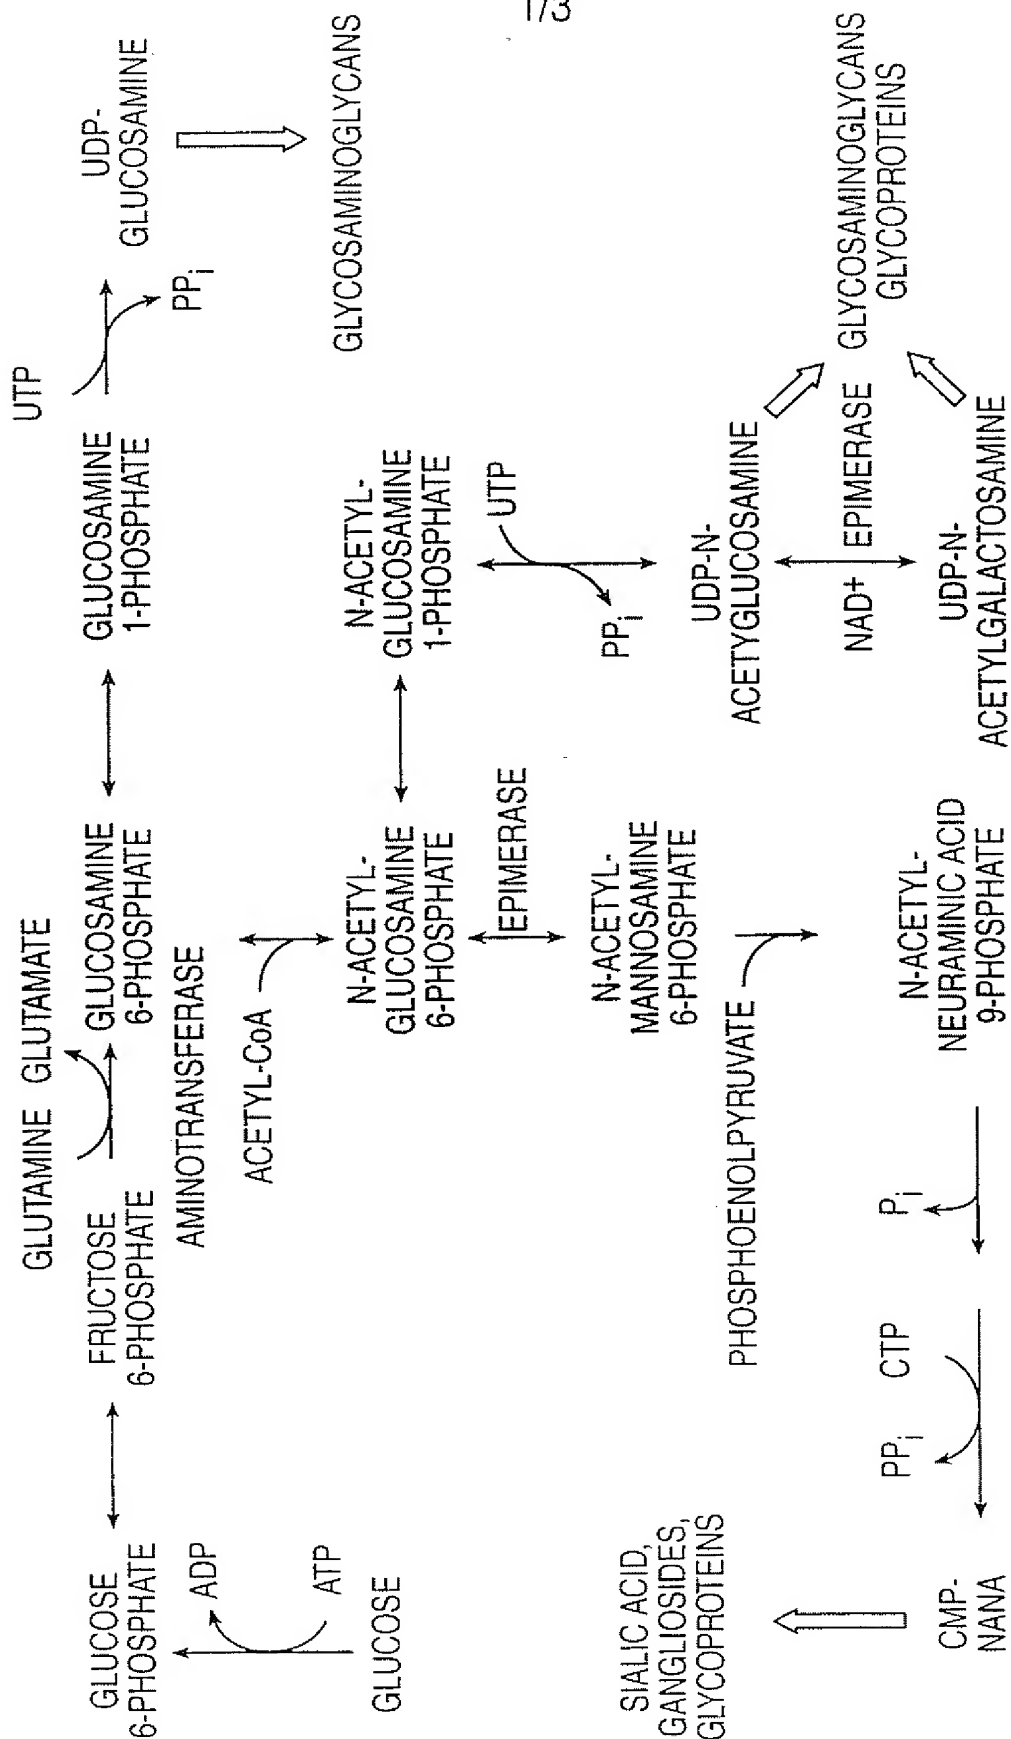 1/3
GLUTAMINE GLUTAMATE
UTP
GLUCOSE
6-PHOSPHATE
FRUCTOSE
6-PHOSPHATE
GLUCOSAMINE
6-PHOSPHATE
GLUCOSAMINE
1-PHOSPHATE
UDP-
GLUCOSAMINE
PPi
AMINOTRANSFERASE
ADP
ATP
GLUCOSE
ACETYL-CoA
N-ACETYL-
GLUCOSAMINE
6-PHOSPHATE
N-ACETYL-
GLUCOSAMINE
1-PHOSPHATE
GLYCOSAMINOGLYCANS
EPIMERASE
UTP
PPi
N-ACETYL-
MANNOSAMINE
6-PHOSPHATE
UDP-N-
ACETYGLUCOSAMINE
SIALIC ACID,
GANGLIOSIDES,
GLYCOPROTEINS
PHOSPHOENOLPYRUVATE
NAD+ EPIMERASE
GLYCOSAMINOGLYCANS
GLYCOPROTEINS
PPi
CTP
Pi
CMP-
NANA
N-ACETYL-
NEURAMINIC ACID
9-PHOSPHATE
UDP-N-
ACETYLGALACTOSAMINE